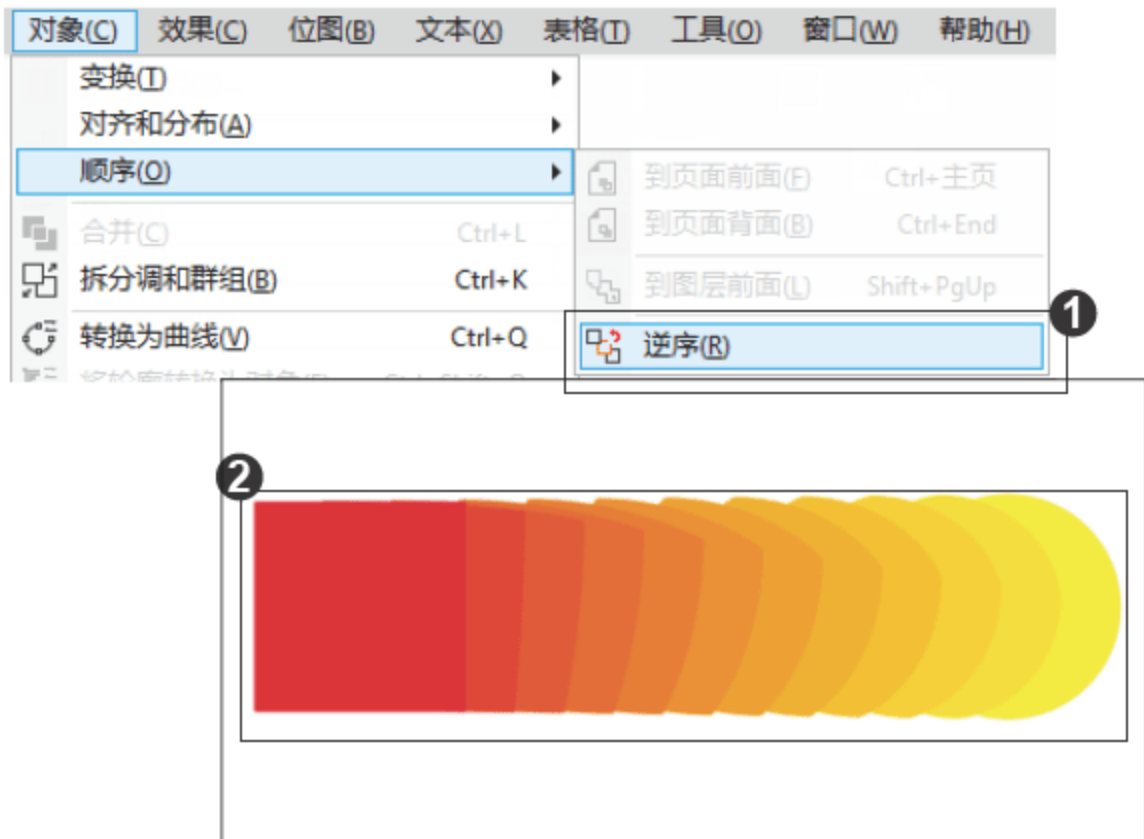 对象(C) 效果(C) 位图(B) 文本(X) 表格(T) 工具(O) 窗口(W) 帮助(H)
变换(T)
对齐和分布(A)
顺序(O)
到页面前面(F) Ctrl+主页
到页面背面(B) Ctrl+End
合并(C) Ctrl+L
拆分调和群组(B) Ctrl+K
到图层前面(L) Shift+PgUp
1
转换为曲线(V) Ctrl+Q
逆序(R)
2